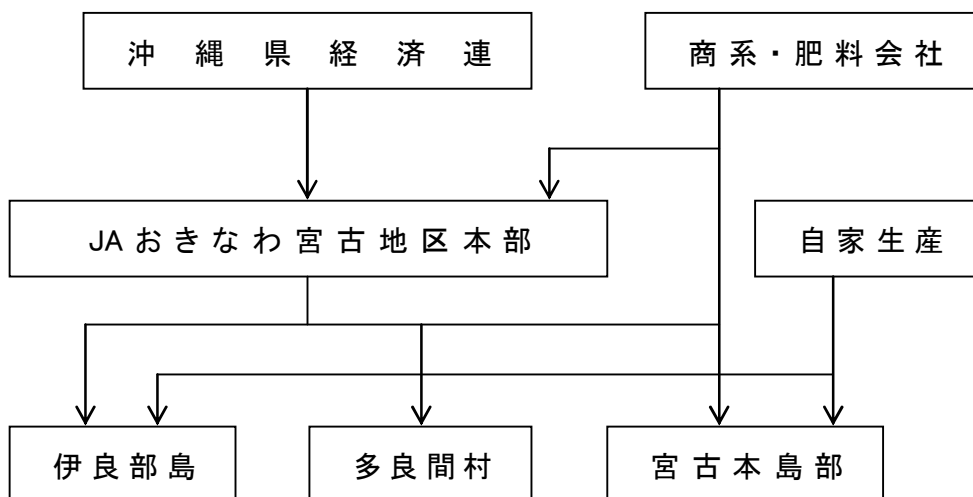 沖縄県経済連
商系・肥料会社
JAおきなわ宮古地区本部
自家生産
伊良部島
多良間村
宮古本島部